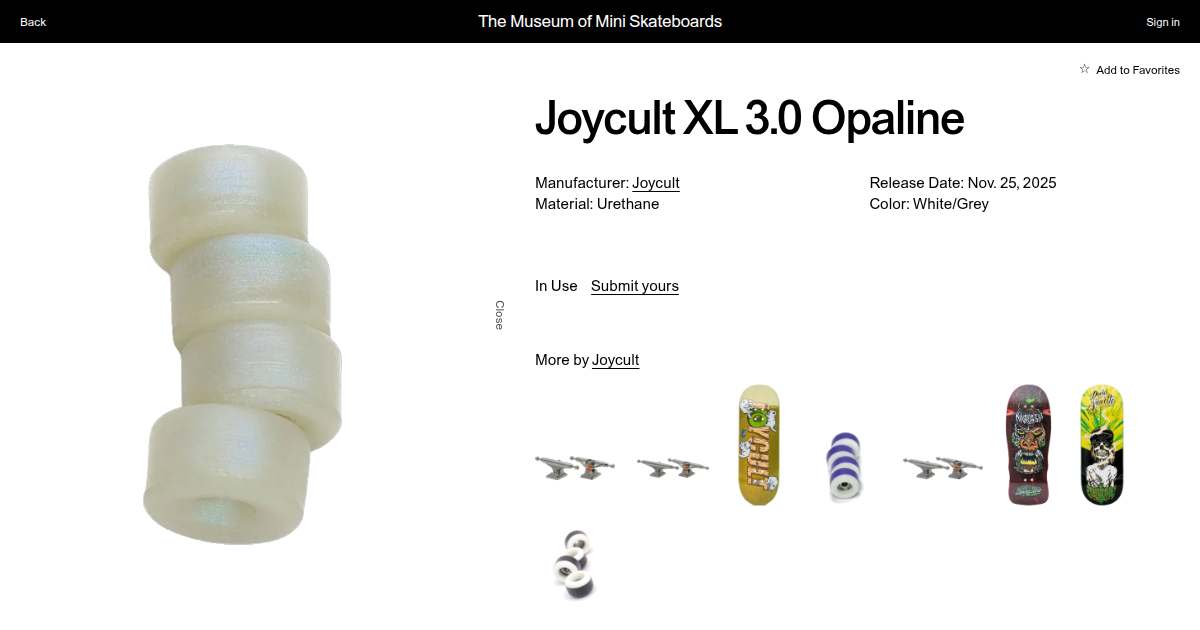 Back
The Museum of Mini Skateboards
Sign in
☆ Add to Favorites
Joycult XL 3.0 Opaline
Manufacturer: Joycult
Material: Urethane
Release Date: Nov. 25, 2025
Color: White/Grey
In Use Submit yours
Close
More by Joycult